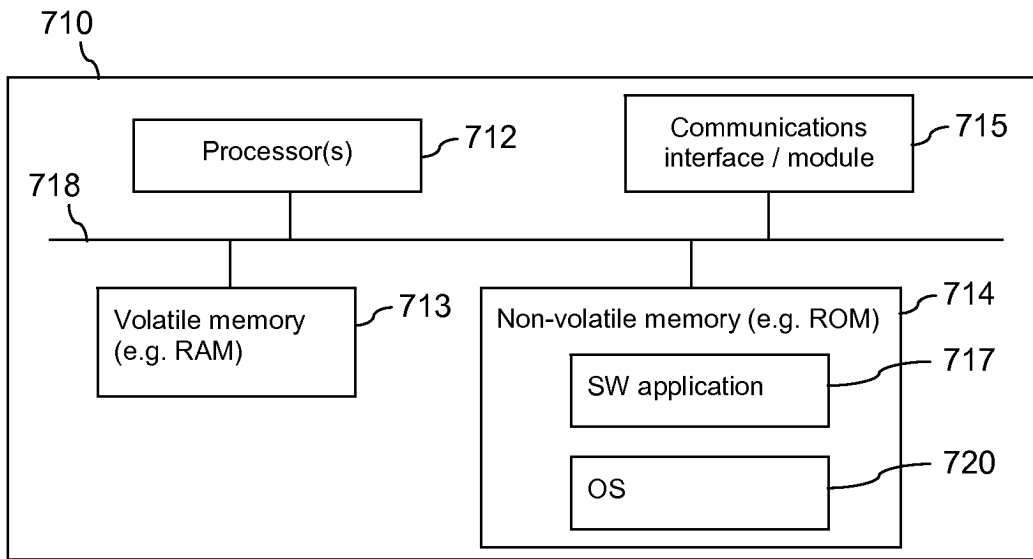 710
Processor(s)
712
Communications
interface / module
715
718
Volatile memory
(e.g. RAM)
713
Non-volatile memory (e.g. ROM)
714
SW application
717
OS
720